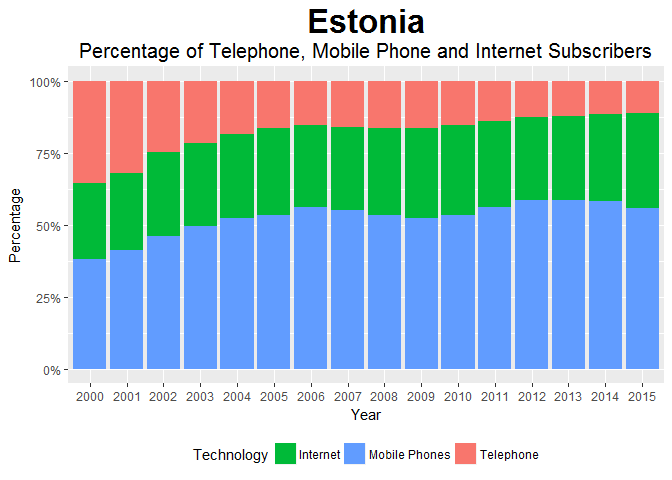 Estonia
Percentage of Telephone, Mobile Phone and Internet Subscribers
100%
75%
50%
25%
0%
Percentage
2000 2001 2002 2003 2004 2005 2006 2007 2008 2009 2010 2011 2012 2013 2014 2015
Year
Technology Internet Mobile Phones Telephone